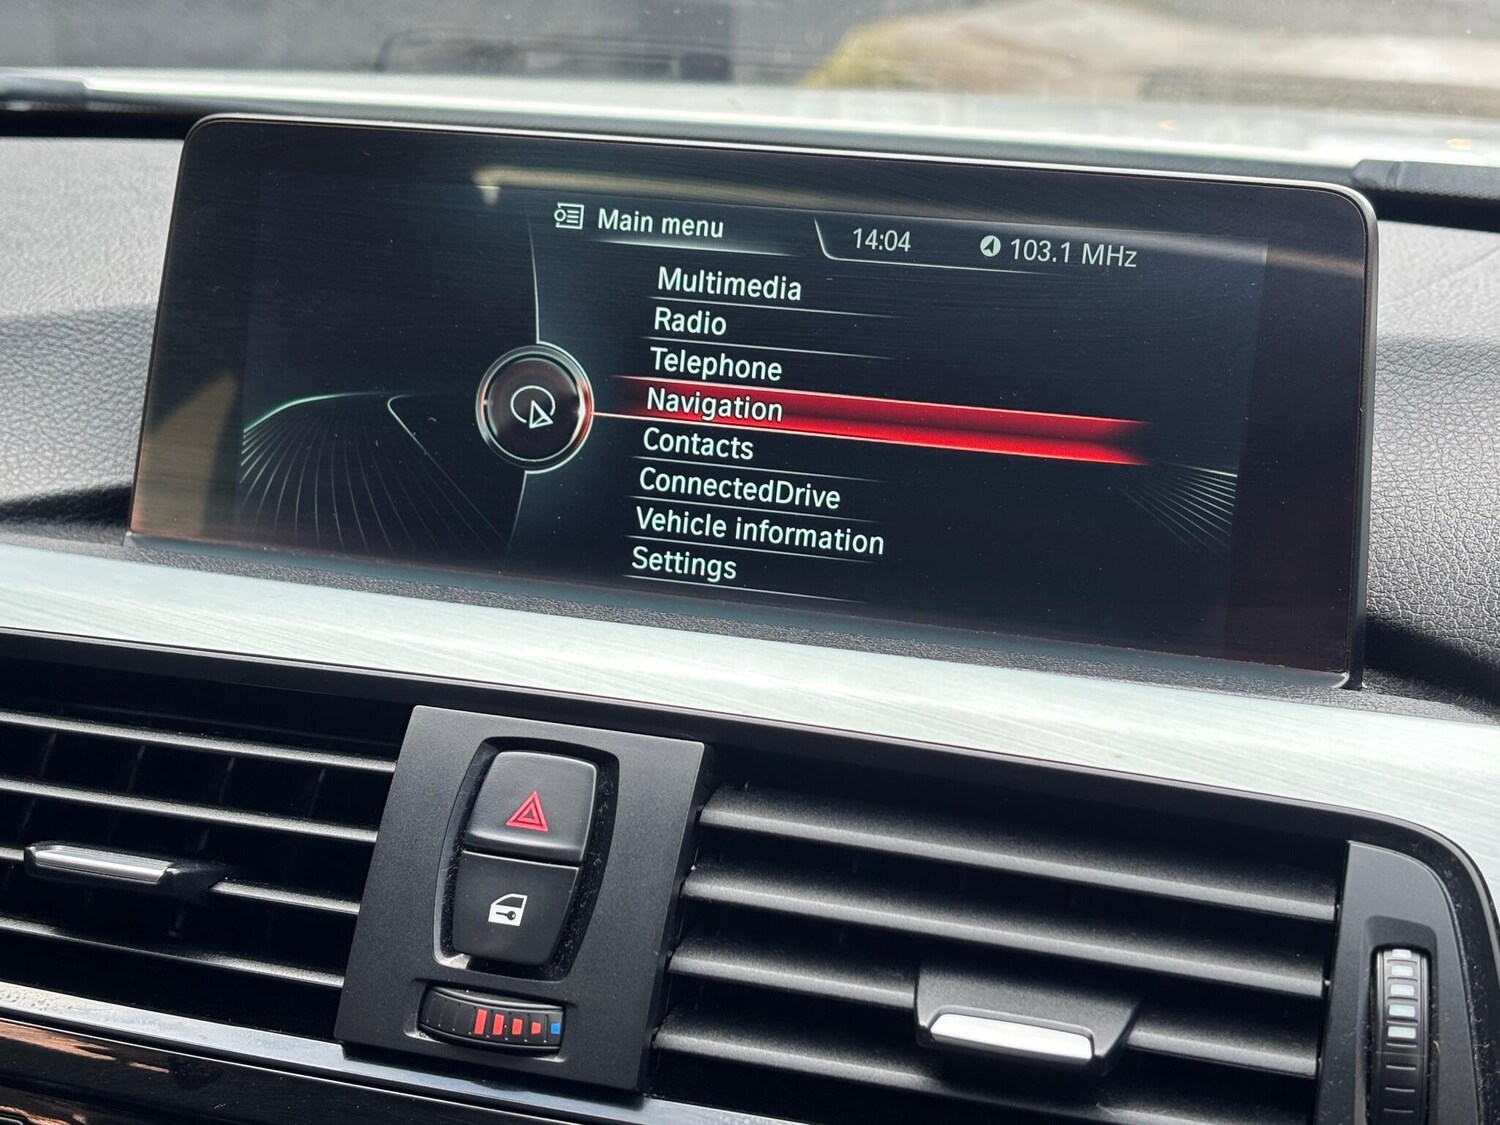 Main menu 14:04 103.1 MHz
Multimedia
Radio
Telephone
Navigation
Contacts
ConnectedDrive
Vehicle information
Settings